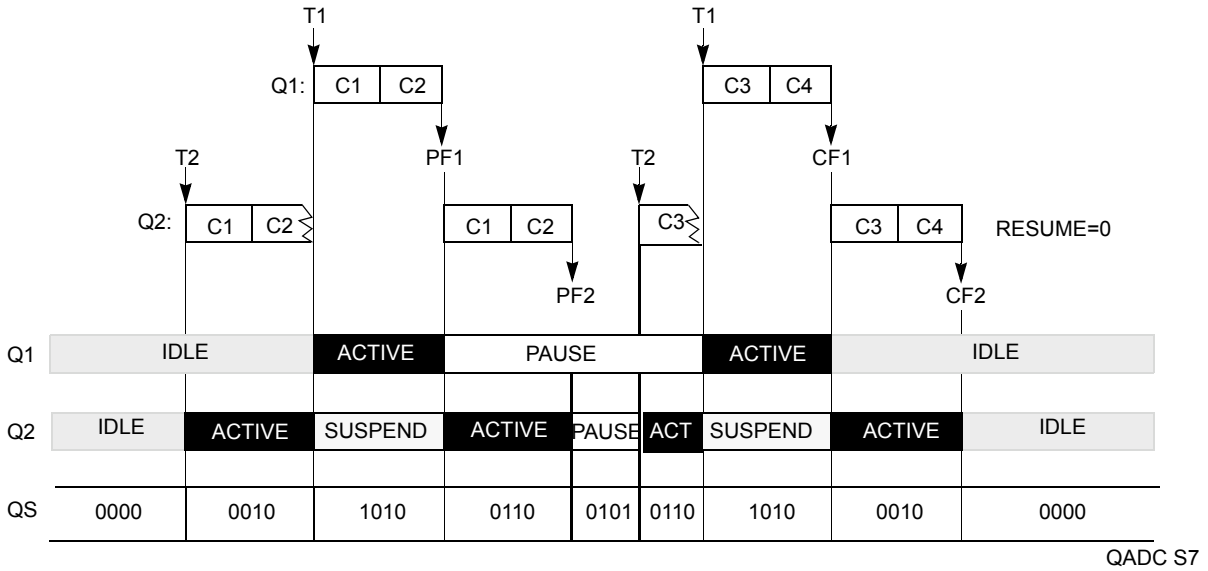 T1 T1
Q1: C1 C2 C3 C4
T2 PF1 T2 CF1
Q2: C1 C2 C1 C2 C3 C3 C4 RESUME=0
PF2 CF2
Q1 IDLE ACTIVE PAUSE ACTIVE IDLE
Q2 IDLE ACTIVE SUSPEND ACTIVE PAUSE ACT SUSPEND ACTIVE IDLE
QS 0000 0010 1010 0110 0101 0110 1010 0010 0000
QADC S7